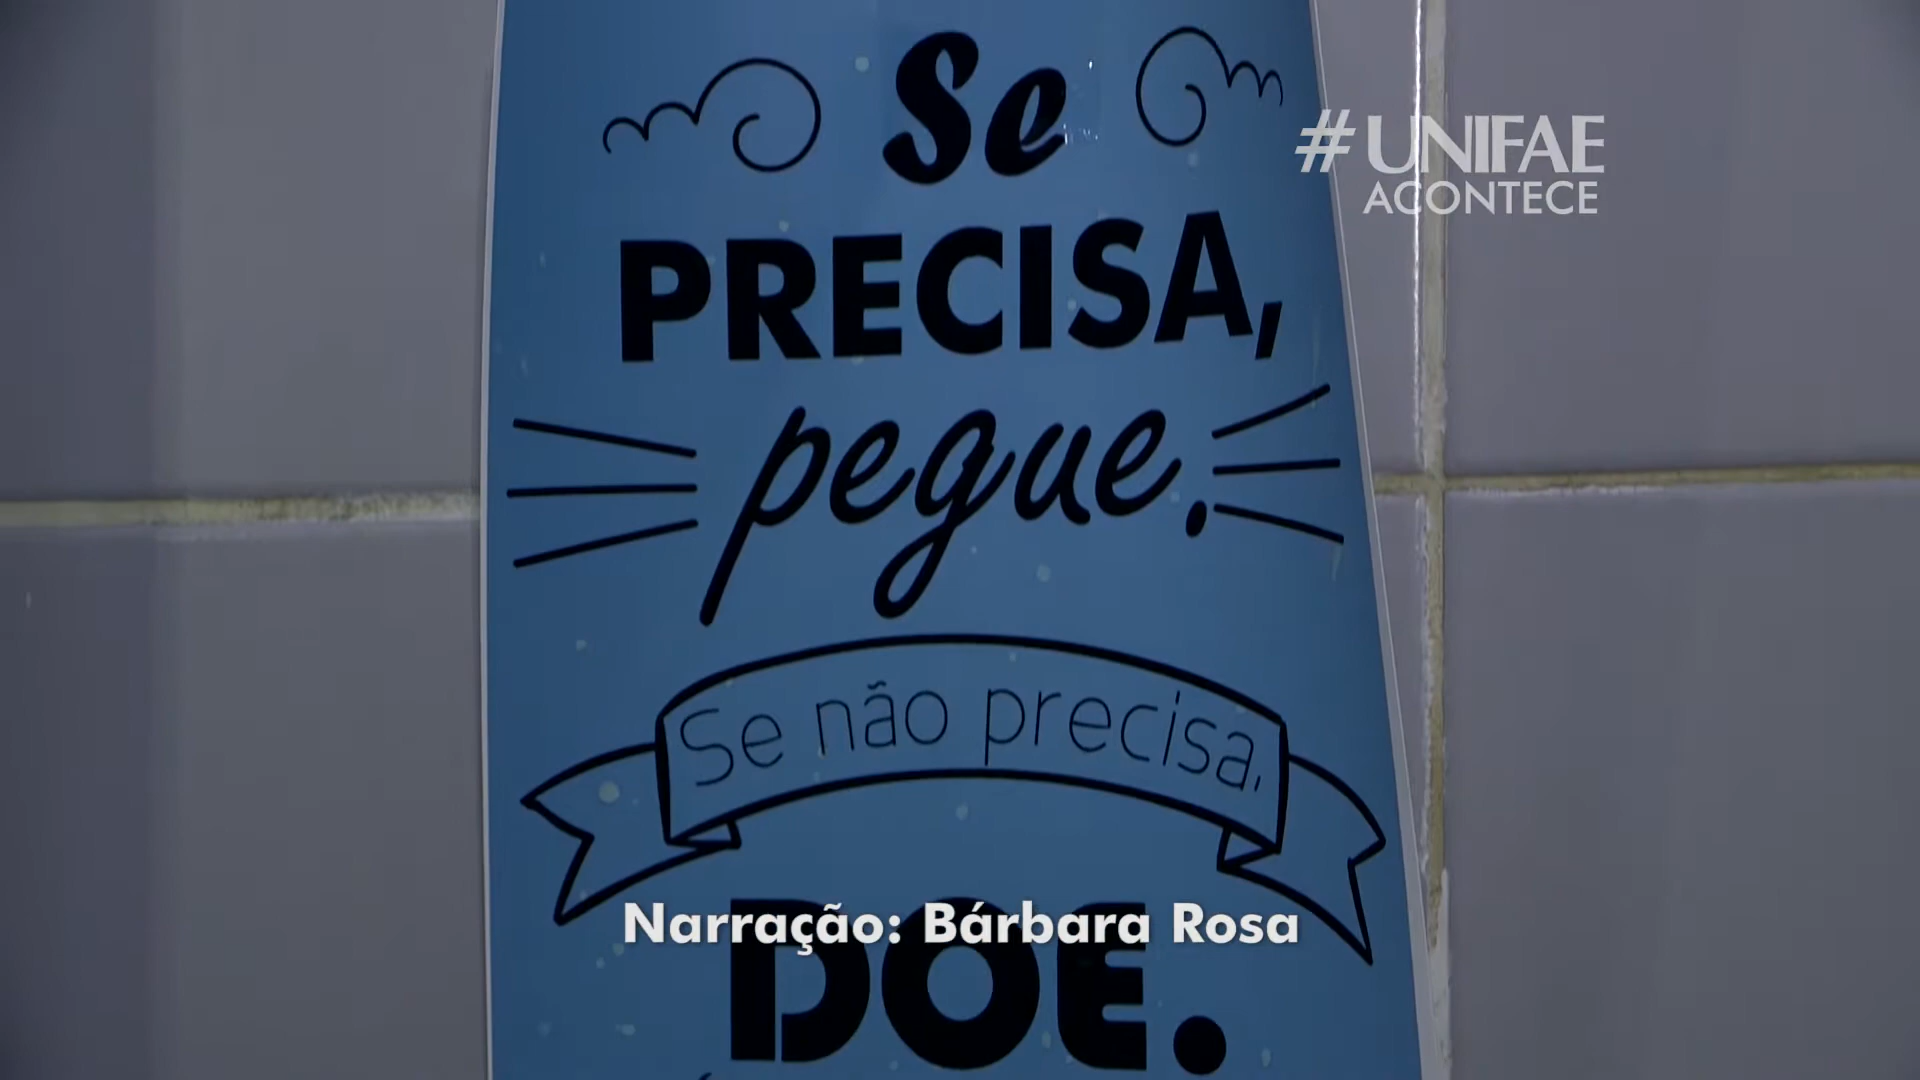 Se
PRECISA,
pegue.
Se não precisa,
DOE.
#UNIFAE
ACONTECE
Narração: Bárbara Rosa